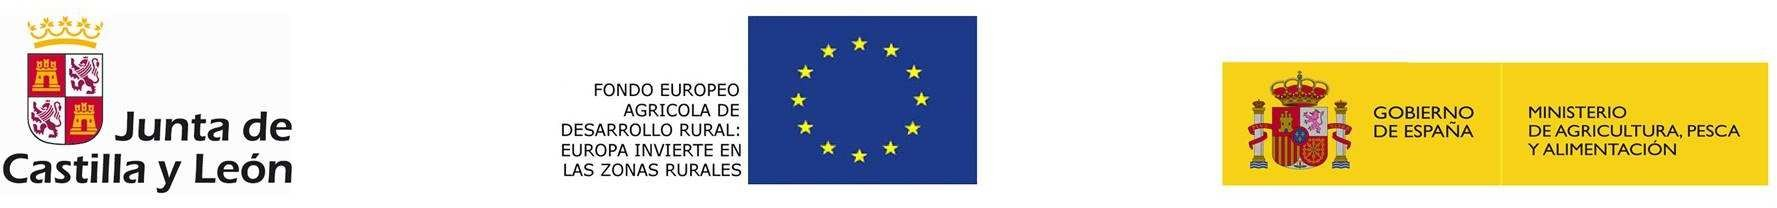 Junta de
Castilla y León
FONDO EUROPEO
AGRICOLA DE
DESARROLLO RURAL:
EUROPA INVIERTE EN
LAS ZONAS RURALES
GOBIERNO
DE ESPAÑA
MINISTERIO
DE AGRICULTURA, PESCA
Y ALIMENTACIÓN